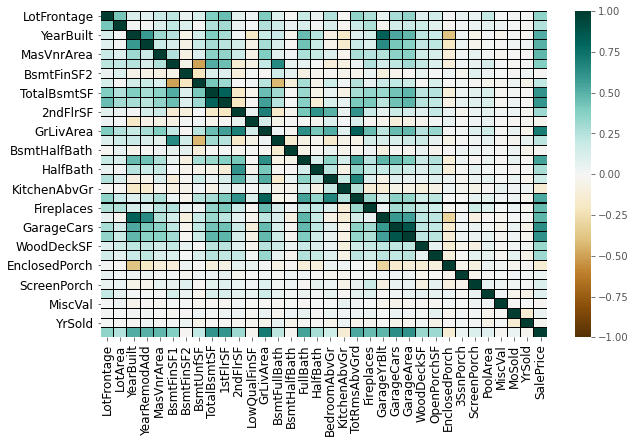 LotFrontage
YearBuilt
MasVnrArea
BsmtFinSF2
TotalBsmtSF
2ndFlrSF
GrLivArea
BsmtHalfBath
HalfBath
KitchenAbvGr
Fireplaces
GarageCars
WoodDeckSF
EnclosedPorch
ScreenPorch
MiscVal
YrSold
LotFrontage
LotArea
YearBuilt
YearRemodAdd
MasVnrArea
BsmtFinSF1
BsmtFinSF2
BsmtUnfSF
TotalBsmtSF
1stFlrSF
2ndFlrSF
LowQualFinSF
GrLivArea
BsmtFullBath
BsmtHalfBath
FullBath
HalfBath
BedroomAbvGr
KitchenAbvGr
TotRmsAbvGrd
Fireplaces
GarageYrBlt
GarageCars
GarageArea
WoodDeckSF
OpenPorchSF
EnclosedPorch
3SsnPorch
ScreenPorch
PoolArea
MiscVal
MoSold
YrSold
SalePrice
1.00
0.75
0.50
0.25
0.00
−0.25
−0.50
−0.75
−1.00